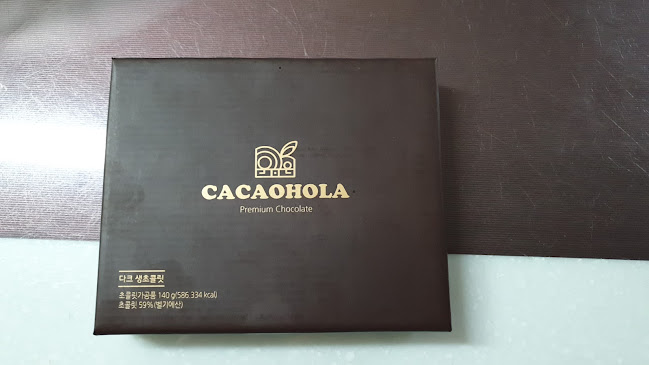 CACAOHOLA
Premium Chocolate
다크 생초콜릿
초콜릿가공품 140 g(586.334 kcal)
초콜릿 59%(벨기에산)